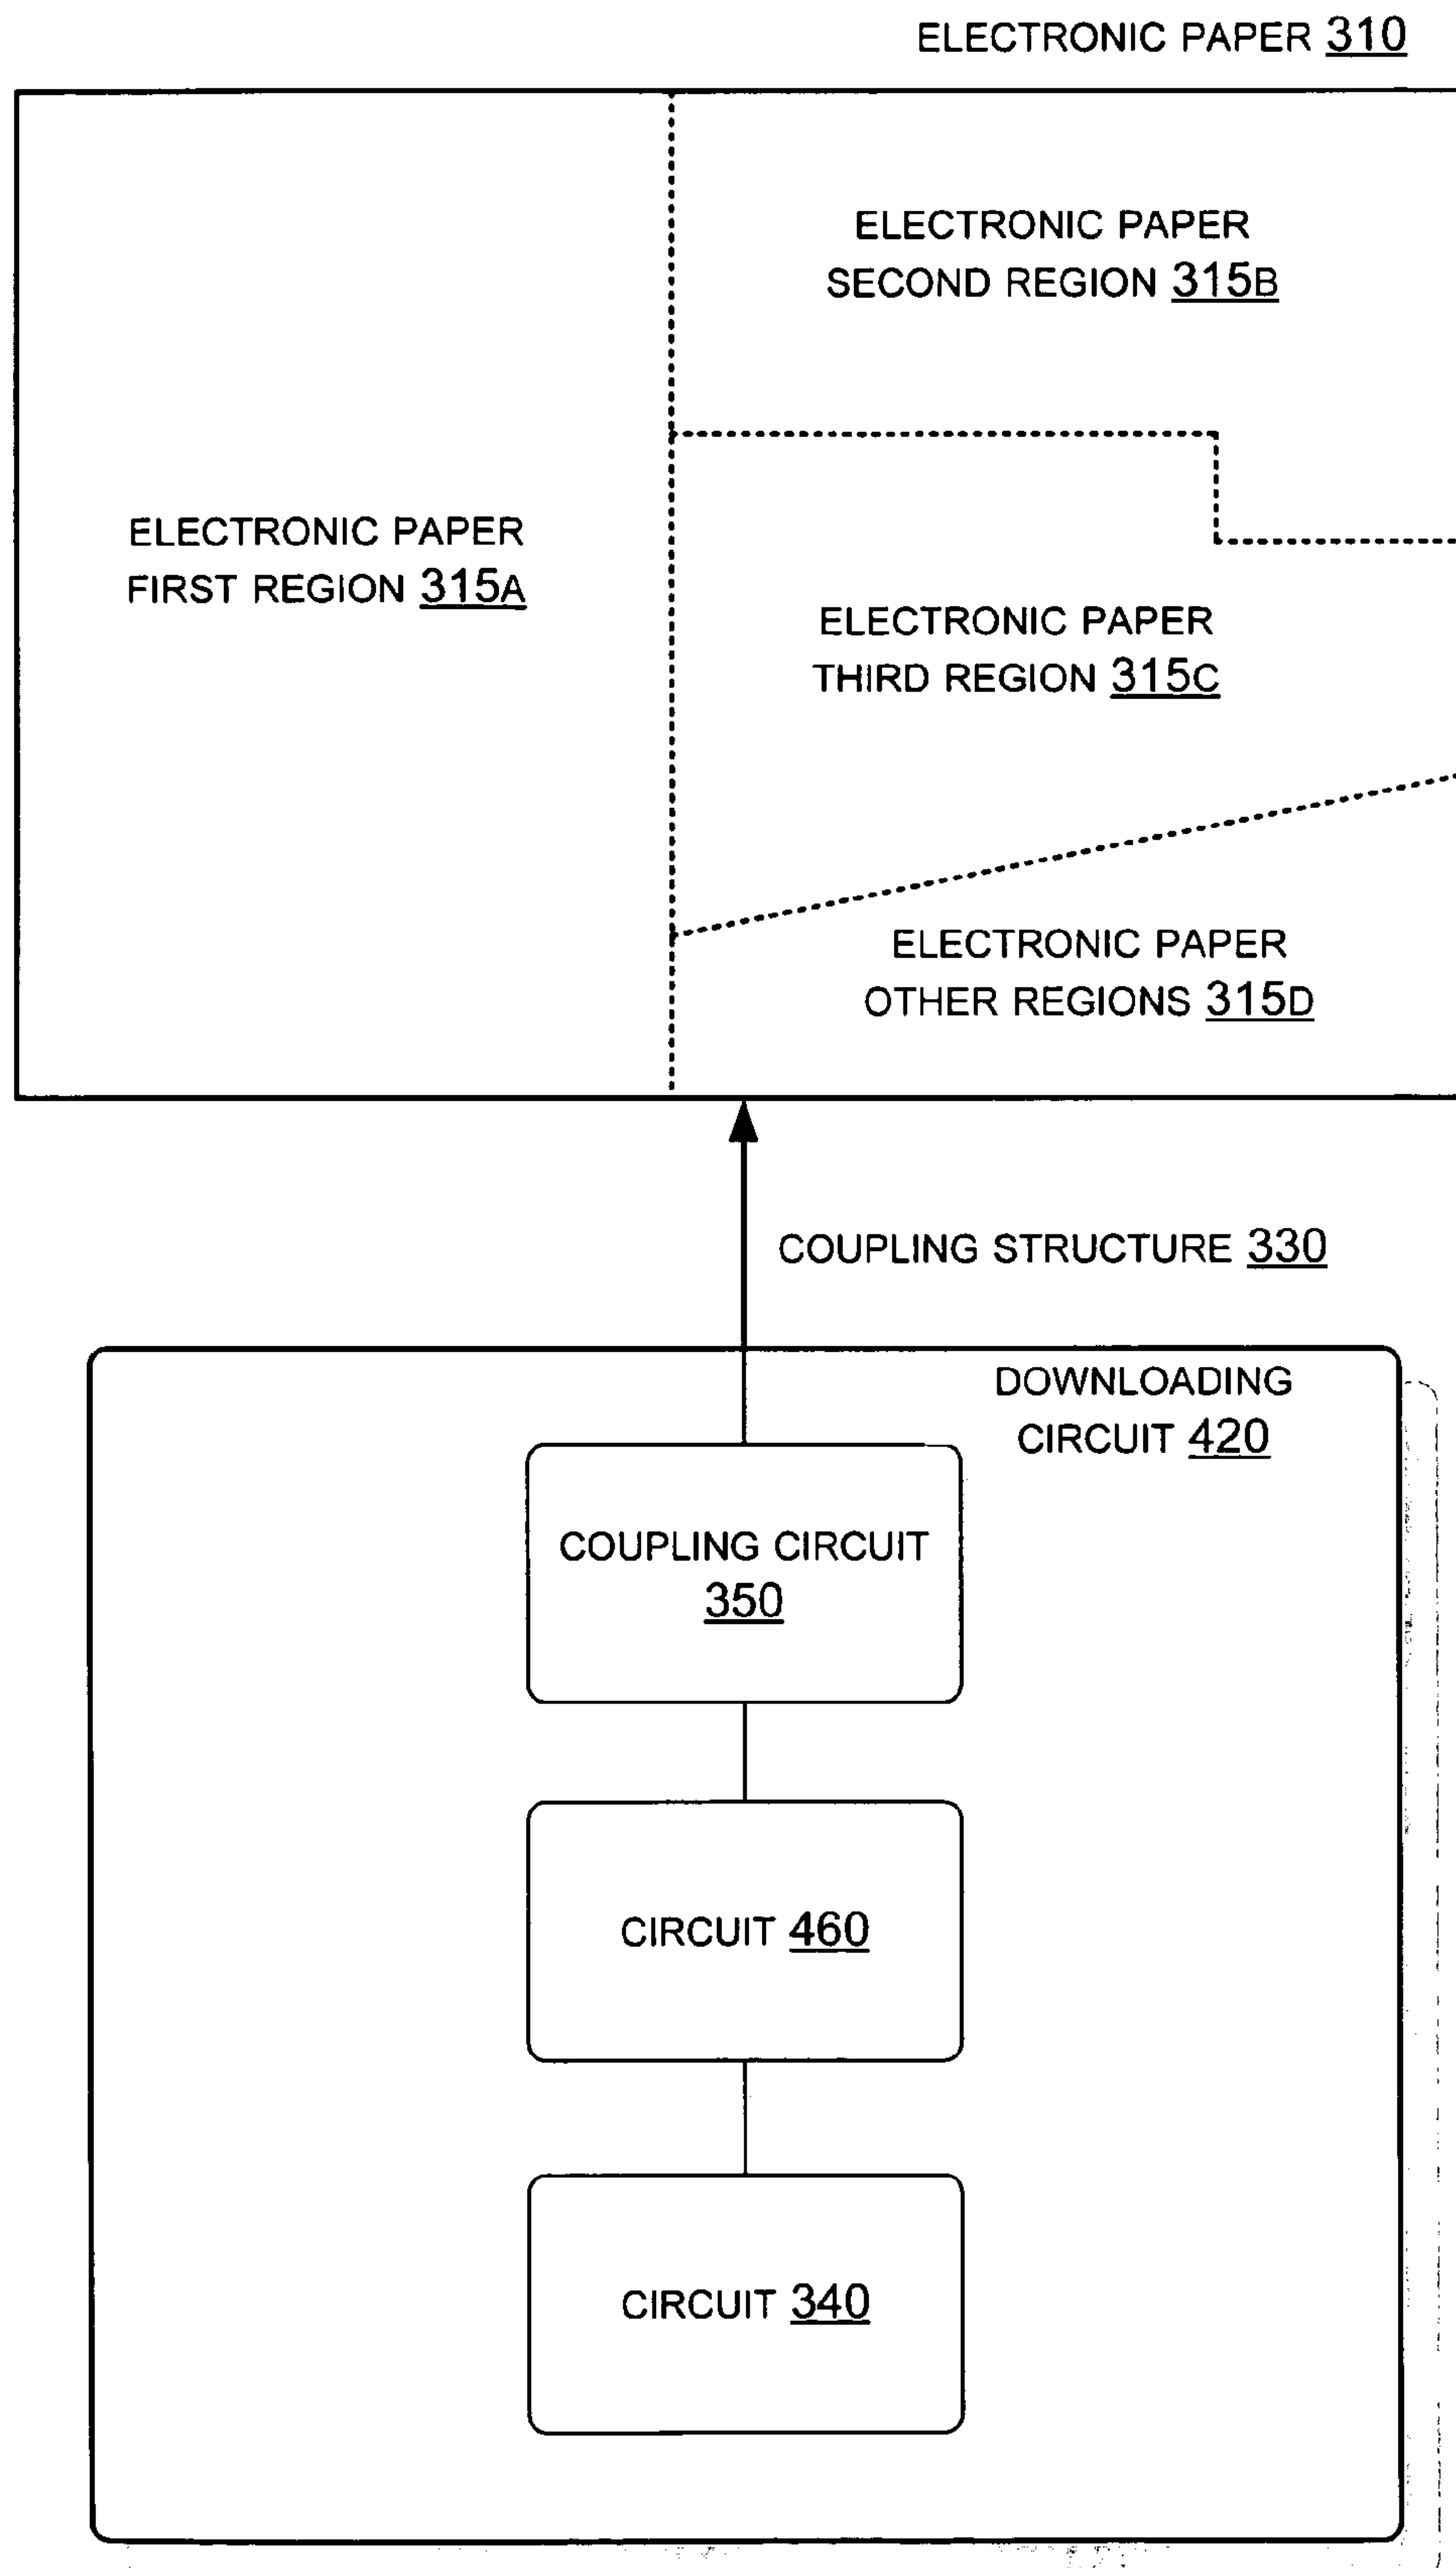 ELECTRONIC PAPER 310
ELECTRONIC PAPER
SECOND REGION 315B
ELECTRONIC PAPER
FIRST REGION 315A
ELECTRONIC PAPER
THIRD REGION 315C
ELECTRONIC PAPER
OTHER REGIONS 315D
COUPLING STRUCTURE 330
DOWNLOADING
CIRCUIT 420
COUPLING CIRCUIT
350
CIRCUIT 460
CIRCUIT 340